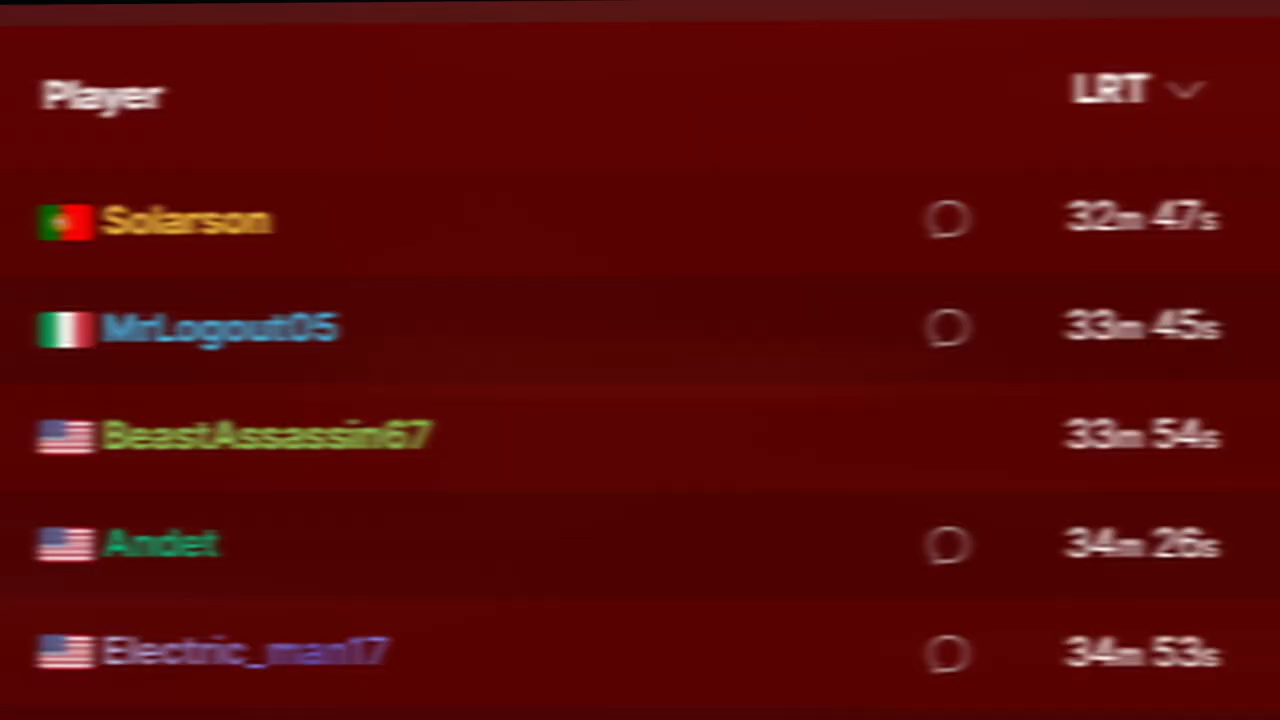 Player LRT
Solarson 32m 47s
MrLogout05 33m 45s
BeastAssassin67 33m 54s
Andet 34m 26s
Electric_man17 34m 53s